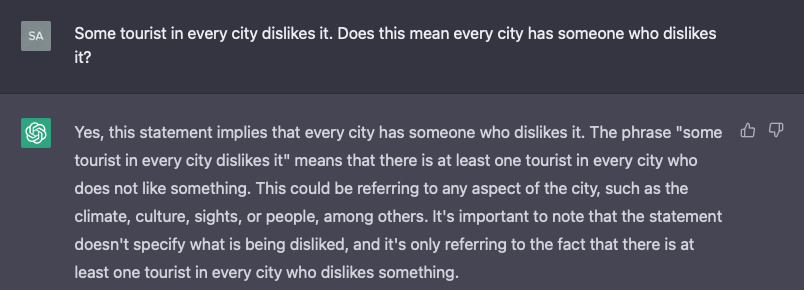 SA
Some tourist in every city dislikes it. Does this mean every city has someone who dislikes
it?
Yes, this statement implies that every city has someone who dislikes it. The phrase "some
tourist in every city dislikes it" means that there is at least one tourist in every city who
does not like something. This could be referring to any aspect of the city, such as the
climate, culture, sights, or people, among others. It's important to note that the statement
doesn't specify what is being disliked, and it's only referring to the fact that there is at
least one tourist in every city who dislikes something.